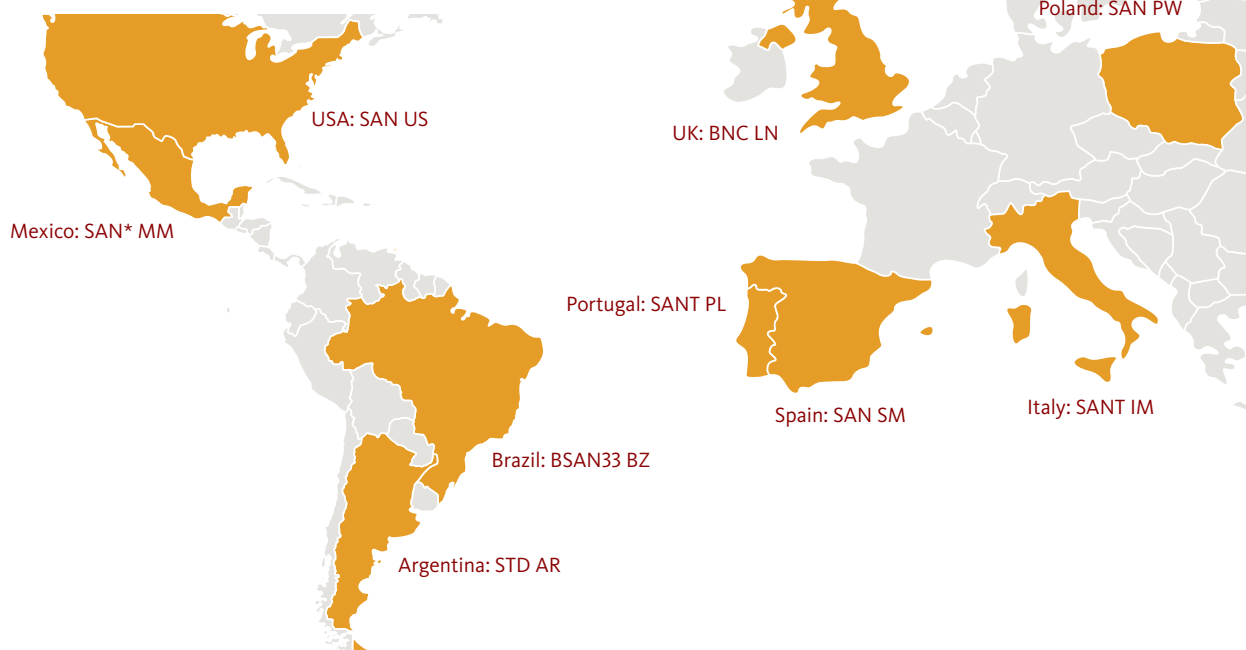 Poland: SAN PW
USA: SAN US
UK: BNC LN
Mexico: SAN* MM
Portugal: SANT PL
Spain: SAN SM
Italy: SANT IM
Brazil: BSAN33 BZ
Argentina: STD AR